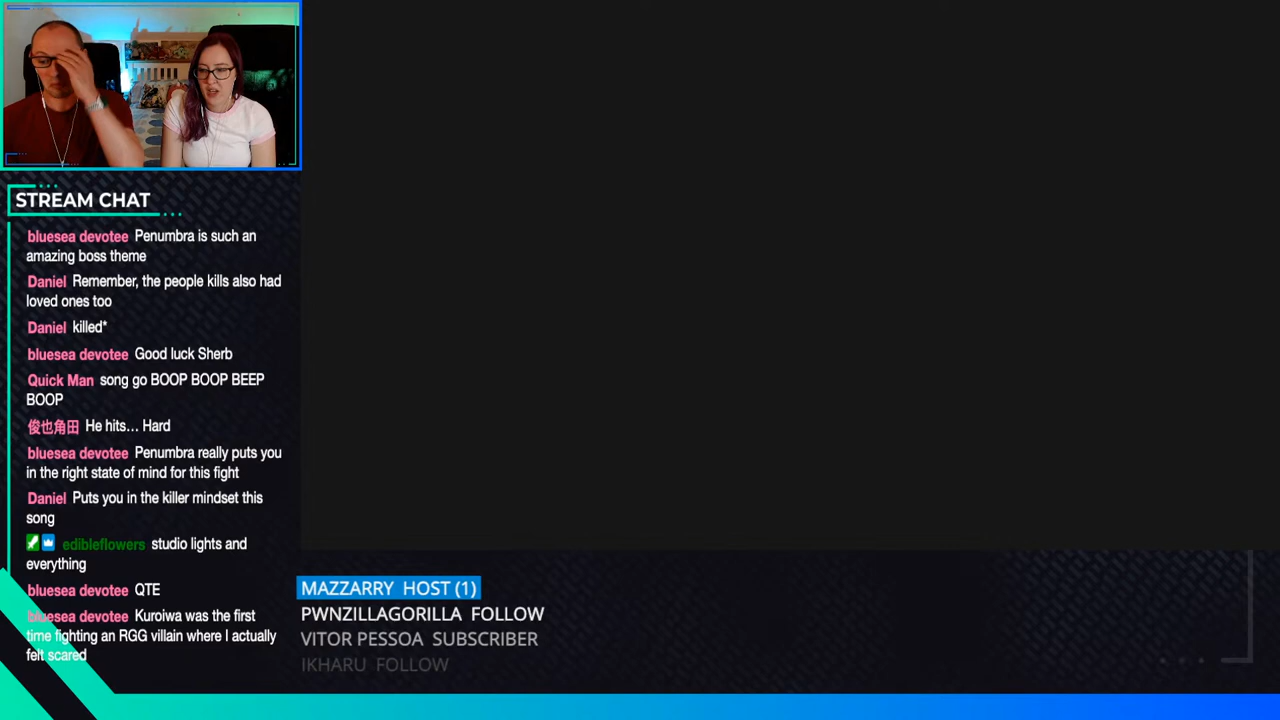 STREAM CHAT
bluesea devotee Penumbra is such an
amazing boss theme
Daniel Remember, the people kills also had
loved ones too
Daniel killed*
bluesea devotee Good luck Sherb
Quick Man song go BOOP BOOP BEEP
BOOP
俊也角田 He hits... Hard
bluesea devotee Penumbra really puts you
in the right state of mind for this fight
Daniel Puts you in the killer mindset this
song
edibleflowers studio lights and
everything
bluesea devotee QTE
bluesea devotee Kuroiwa was the first
time fighting an RGG villain where I actually
felt scared
MAZZARRY HOST (1)
PWNZILLAGORILLA FOLLOW
VITOR PESSOA SUBSCRIBER
IKHARU FOLLOW